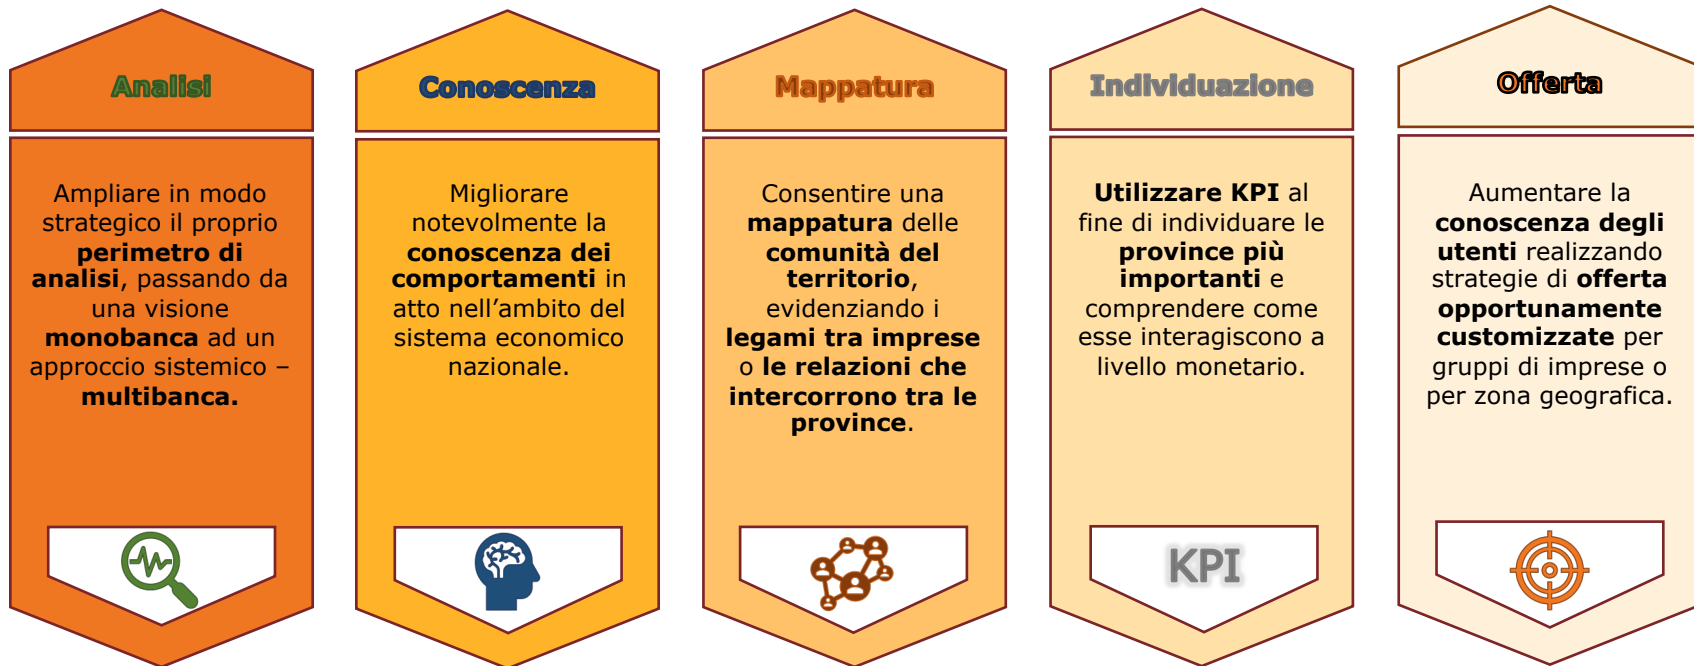 Analisi
Ampliare in modo
strategico il proprio
perimetro di
analisi, passando da
una visione
monobanca ad un
approccio sistemico –
multibanca.
Conoscenza
Migliorare
notevolmente la
conoscenza dei
comportamenti in
atto nell’ambito del
sistema economico
nazionale.
Mappatura
Consentire una
mappatura delle
comunità del
territorio,
evidenziando i
legami tra imprese
o le relazioni che
intercorrono tra le
province.
Individuazione
Utilizzare KPI al
fine di individuare le
province più
importanti e
comprendere come
esse interagiscono a
livello monetario.
KPI
Offerta
Aumentare la
conoscenza degli
utenti realizzando
strategie di offerta
opportunamente
customizzate per
gruppi di imprese o
per zona geografica.